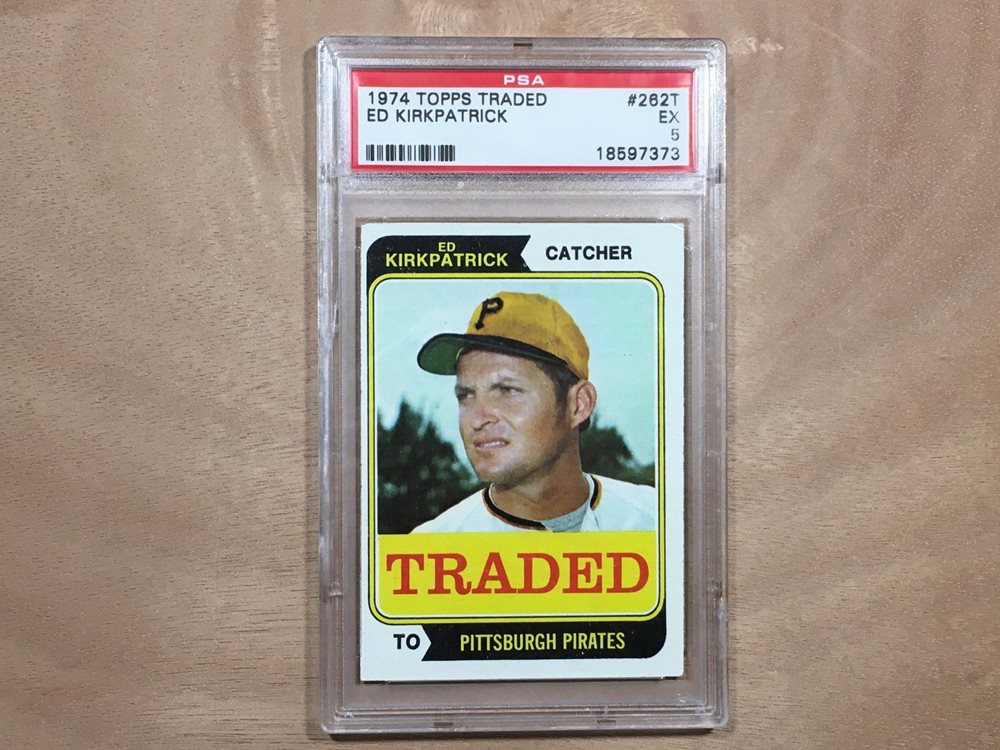 PSA
1974 TOPPS TRADED #262T
ED KIRKPATRICK EX
5
18597373
ED
KIRKPATRICK CATCHER
P
TRADED
TO PITTSBURGH PIRATES